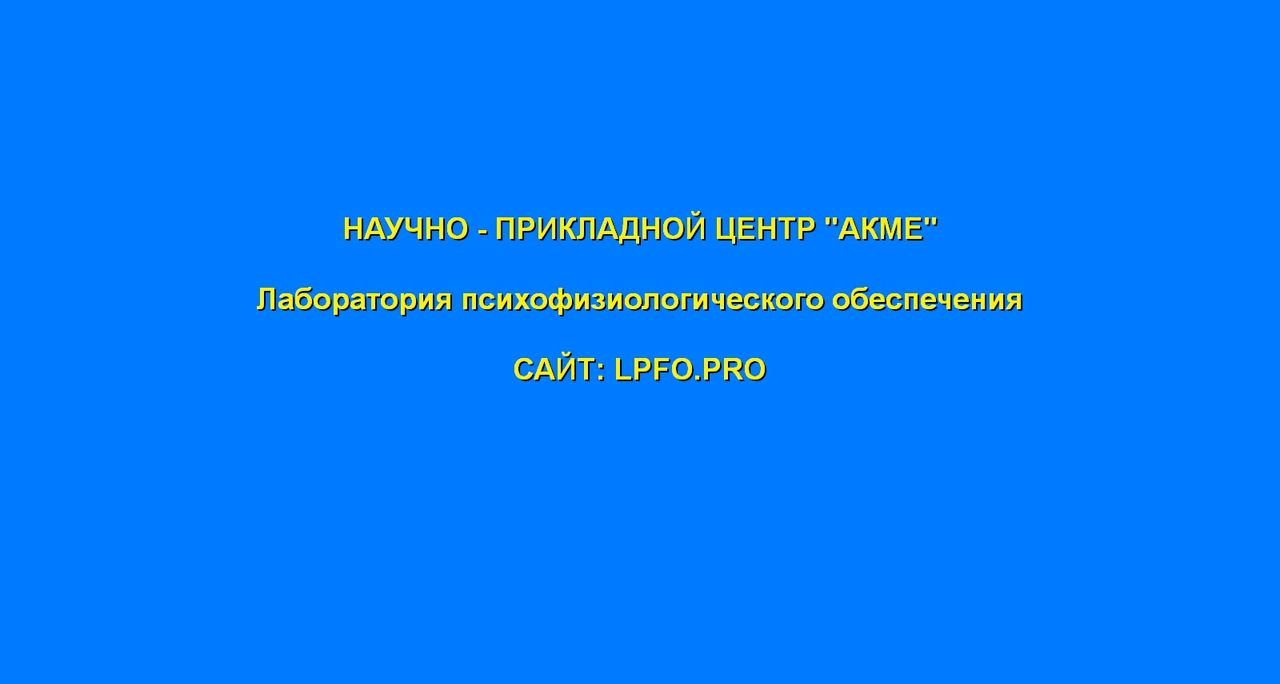 НАУЧНО - ПРИКЛАДНОЙ ЦЕНТР "АКМЕ"
Лаборатория психофизиологического обеспечения
САЙТ: LPFO.PRO